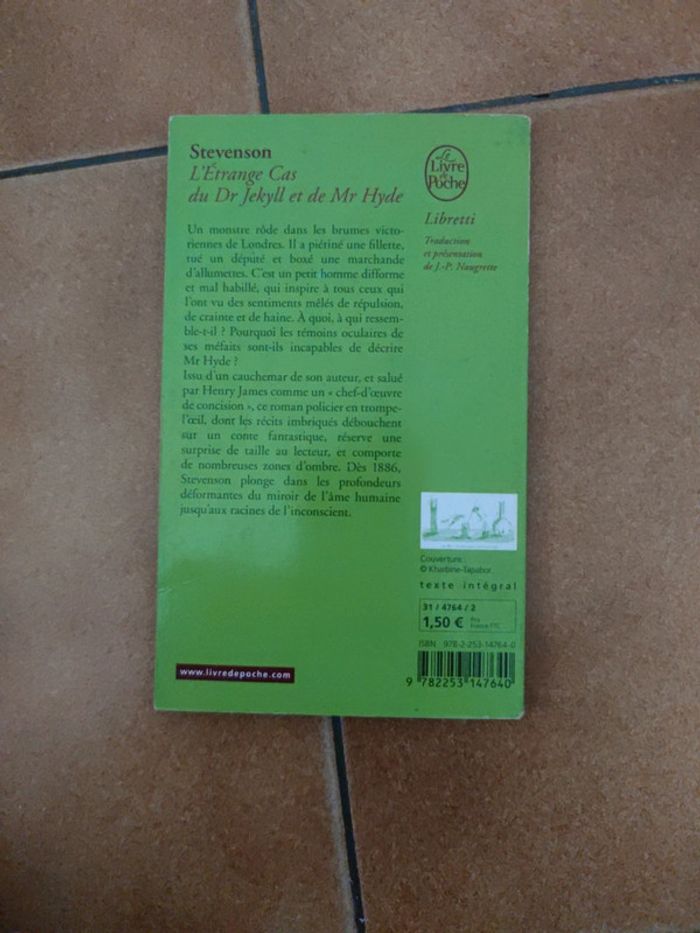 Stevenson
L'Étrange Cas
du Dr Jekyll et de Mr Hyde
Un monstre rôde dans les brumes victo-
riennes de Londres. Il a piétiné une fillette,
tué un député et boxé une marchande
d'allumettes. C'est un petit homme difforme
et mal habillé, qui inspire à tous ceux qui
l'ont vu des sentiments mêlés de répulsion,
de crainte et de haine. À quoi, à qui ressem-
ble-t-il ? Pourquoi les témoins oculaires de
ses méfaits sont-ils incapables de décrire
Mr Hyde ?
Issu d'un cauchemar de son auteur, et salué
par Henry James comme un « chef-d'œuvre
de concision », ce roman policier en trompe-
l'œil, dont les récits imbriqués débouchent
sur un conte fantastique, réserve une
surprise de taille au lecteur, et comporte
de nombreuses zones d'ombre. Dès 1886,
Stevenson plonge dans les profondeurs
déformantes du miroir de l'âme humaine
jusqu'aux racines de l'inconscient.
www.livredepoche.com
Le
Livre
de
Poche
Libretti
Traduction
et présentation
de J.-P. Naugrette
Couverture :
© Kharbine-Tapabor.
texte intégral
31 / 4764 / 2
1,50 € Prix
France TTC
ISBN 978-2-253-14764-0
9 782253 147640